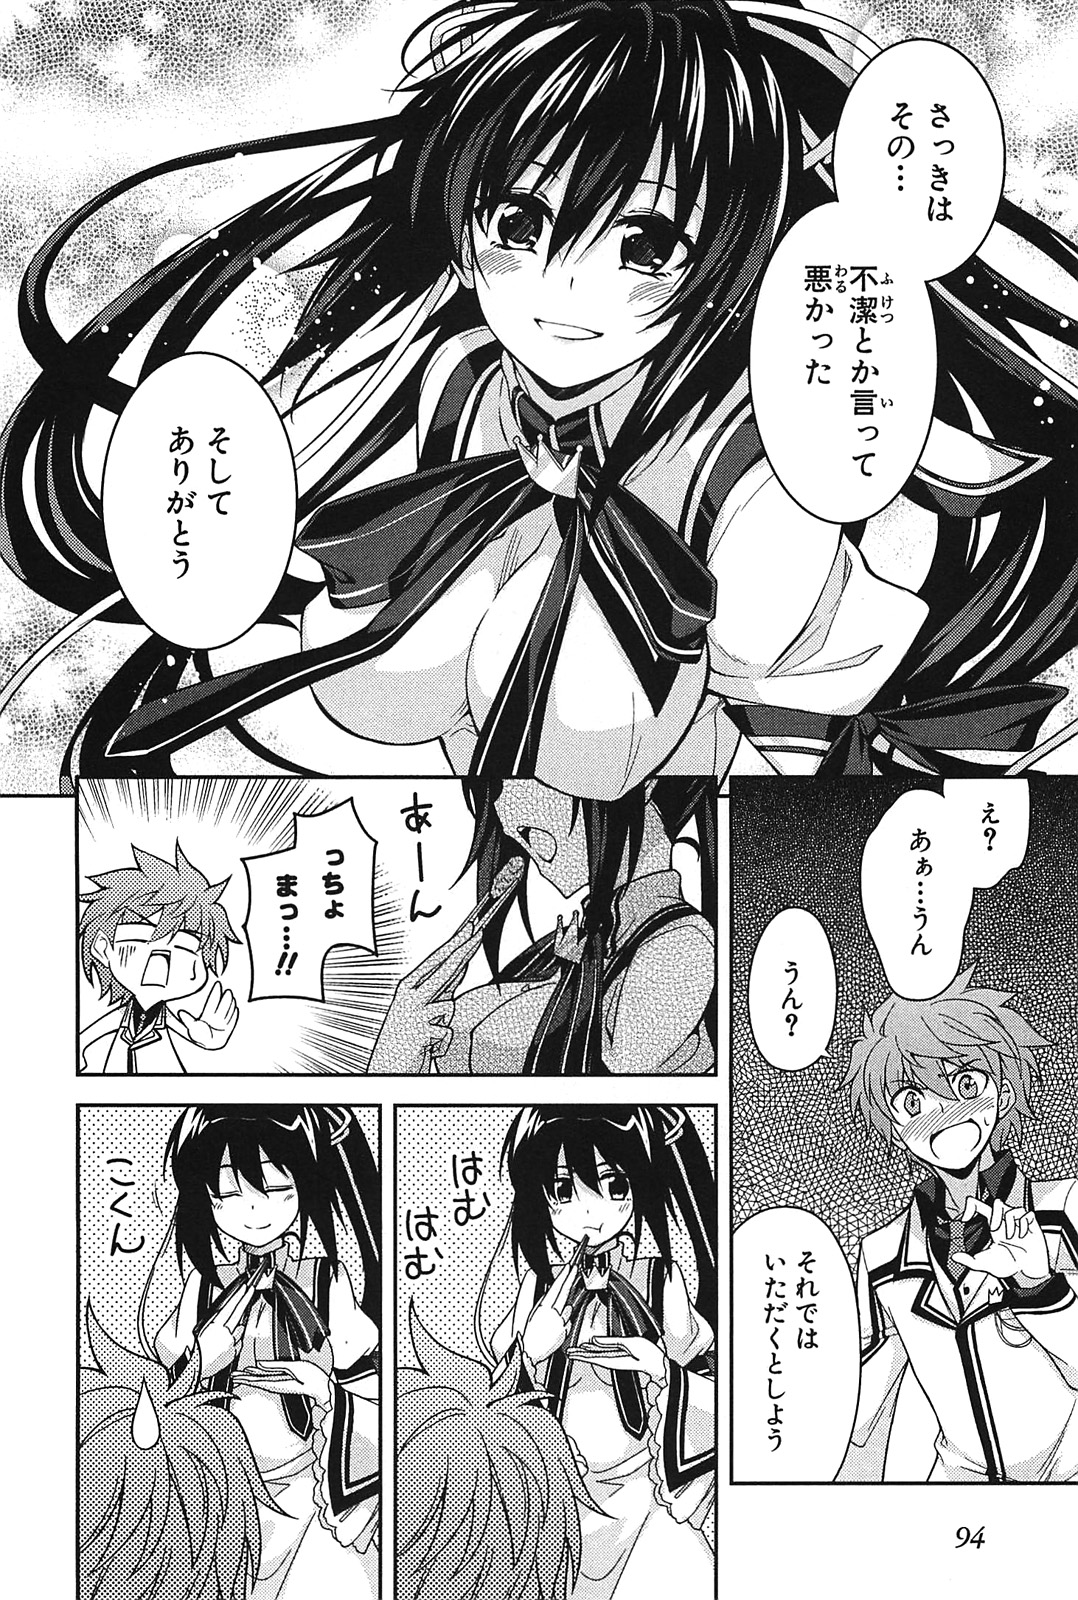 さっきは
その…
不潔とか言って
悪かった
そして
ありがとう
え?
あぁ…うん
うん?
それでは
いただくとしよう
あーん
っちょ
まっ…!!
はむ
はむ
こくん
94